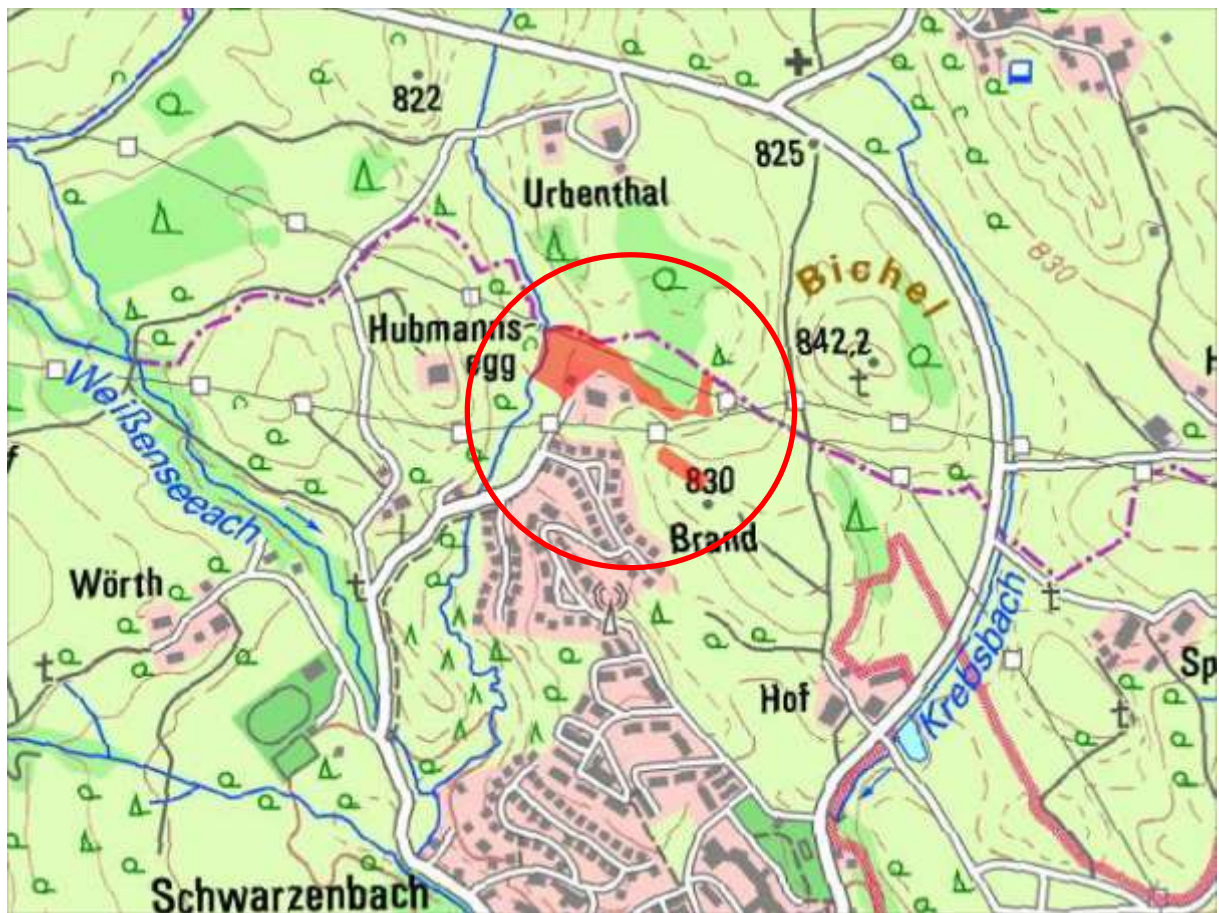 822
825
Urbenthal
830
Bichel
Hubmanns-
egg
842,2
H
Weißenseeach
f
830
Brand
Wörth
Krebsbach
Hof
Sp
Schwarzenbach